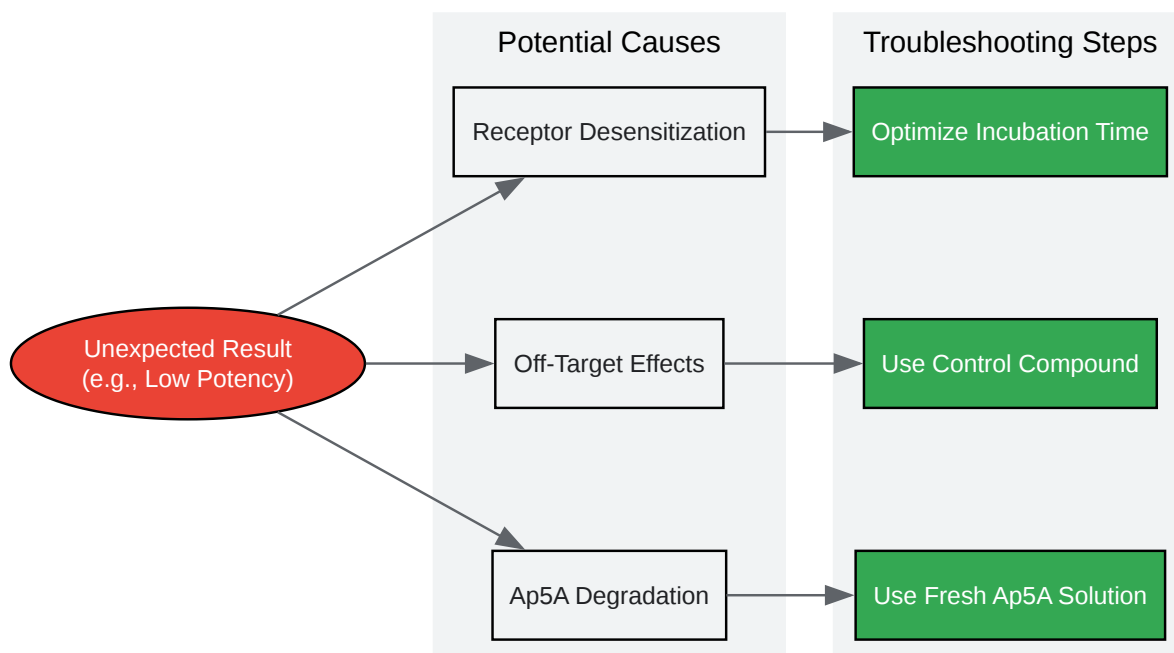 Potential Causes
Troubleshooting Steps
Receptor Desensitization
Optimize Incubation Time
Unexpected Result
(e.g., Low Potency)
Off-Target Effects
Use Control Compound
Ap5A Degradation
Use Fresh Ap5A Solution